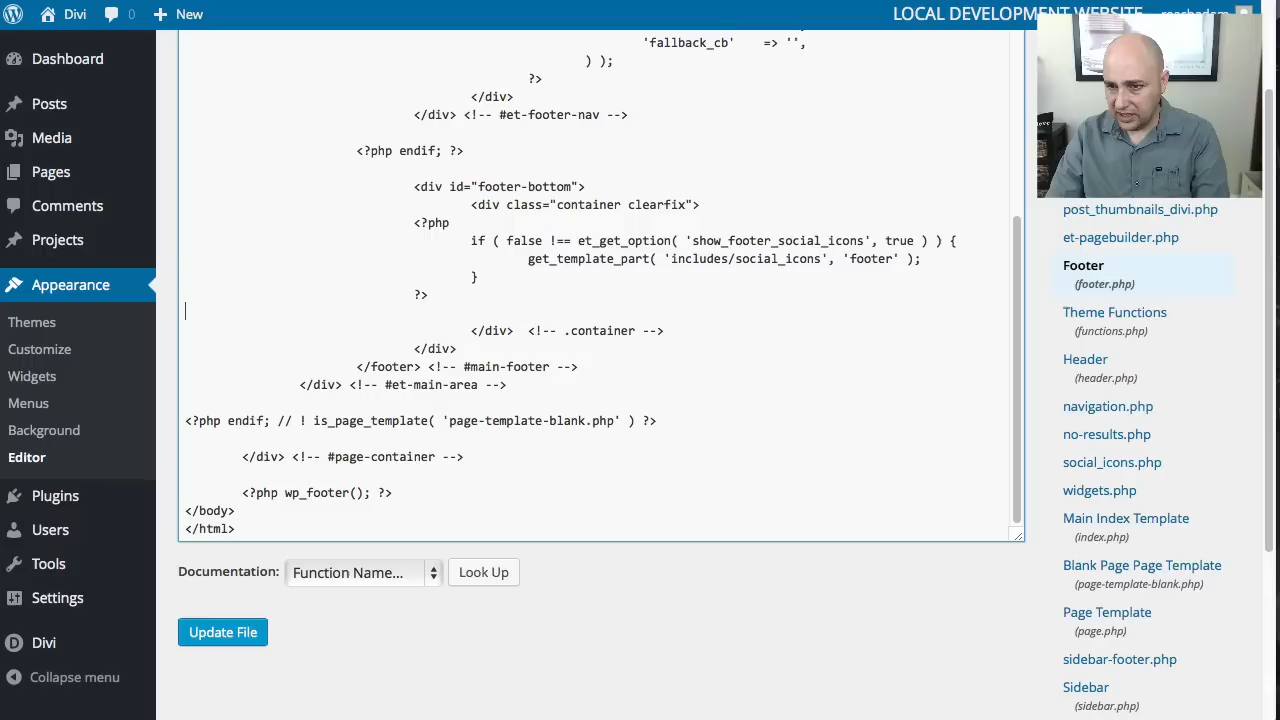 Divi
0
New
LOCAL DEVELOPMENT WEBSITE
Dashboard
Posts
Media
Pages
Comments
Projects
Appearance
Themes
Customize
Widgets
Menus
Background
Editor
Plugins
Users
Tools
Settings
Divi
Collapse menu
'fallback_cb' => '',
) );
?>
</div>
</div> <!-- #et-footer-nav -->
<?php endif; ?>
<div id="footer-bottom">
<div class="container clearfix">
<?php
if ( false !== et_get_option( 'show_footer_social_icons', true ) ) {
get_template_part( 'includes/social_icons', 'footer' );
}
?>
</div> <!-- .container -->
</div>
</footer> <!-- #main-footer -->
</div> <!-- #et-main-area -->
<?php endif; // ! is_page_template( 'page-template-blank.php' ) ?>
</div> <!-- #page-container -->
<?php wp_footer(); ?>
</body>
</html>
Documentation:
Function Name...
Look Up
Update File
post_thumbnails_divi.php
et-pagebuilder.php
Footer
(footer.php)
Theme Functions
(functions.php)
Header
(header.php)
navigation.php
no-results.php
social_icons.php
widgets.php
Main Index Template
(index.php)
Blank Page Page Template
(page-template-blank.php)
Page Template
(page.php)
sidebar-footer.php
Sidebar
(sidebar.php)